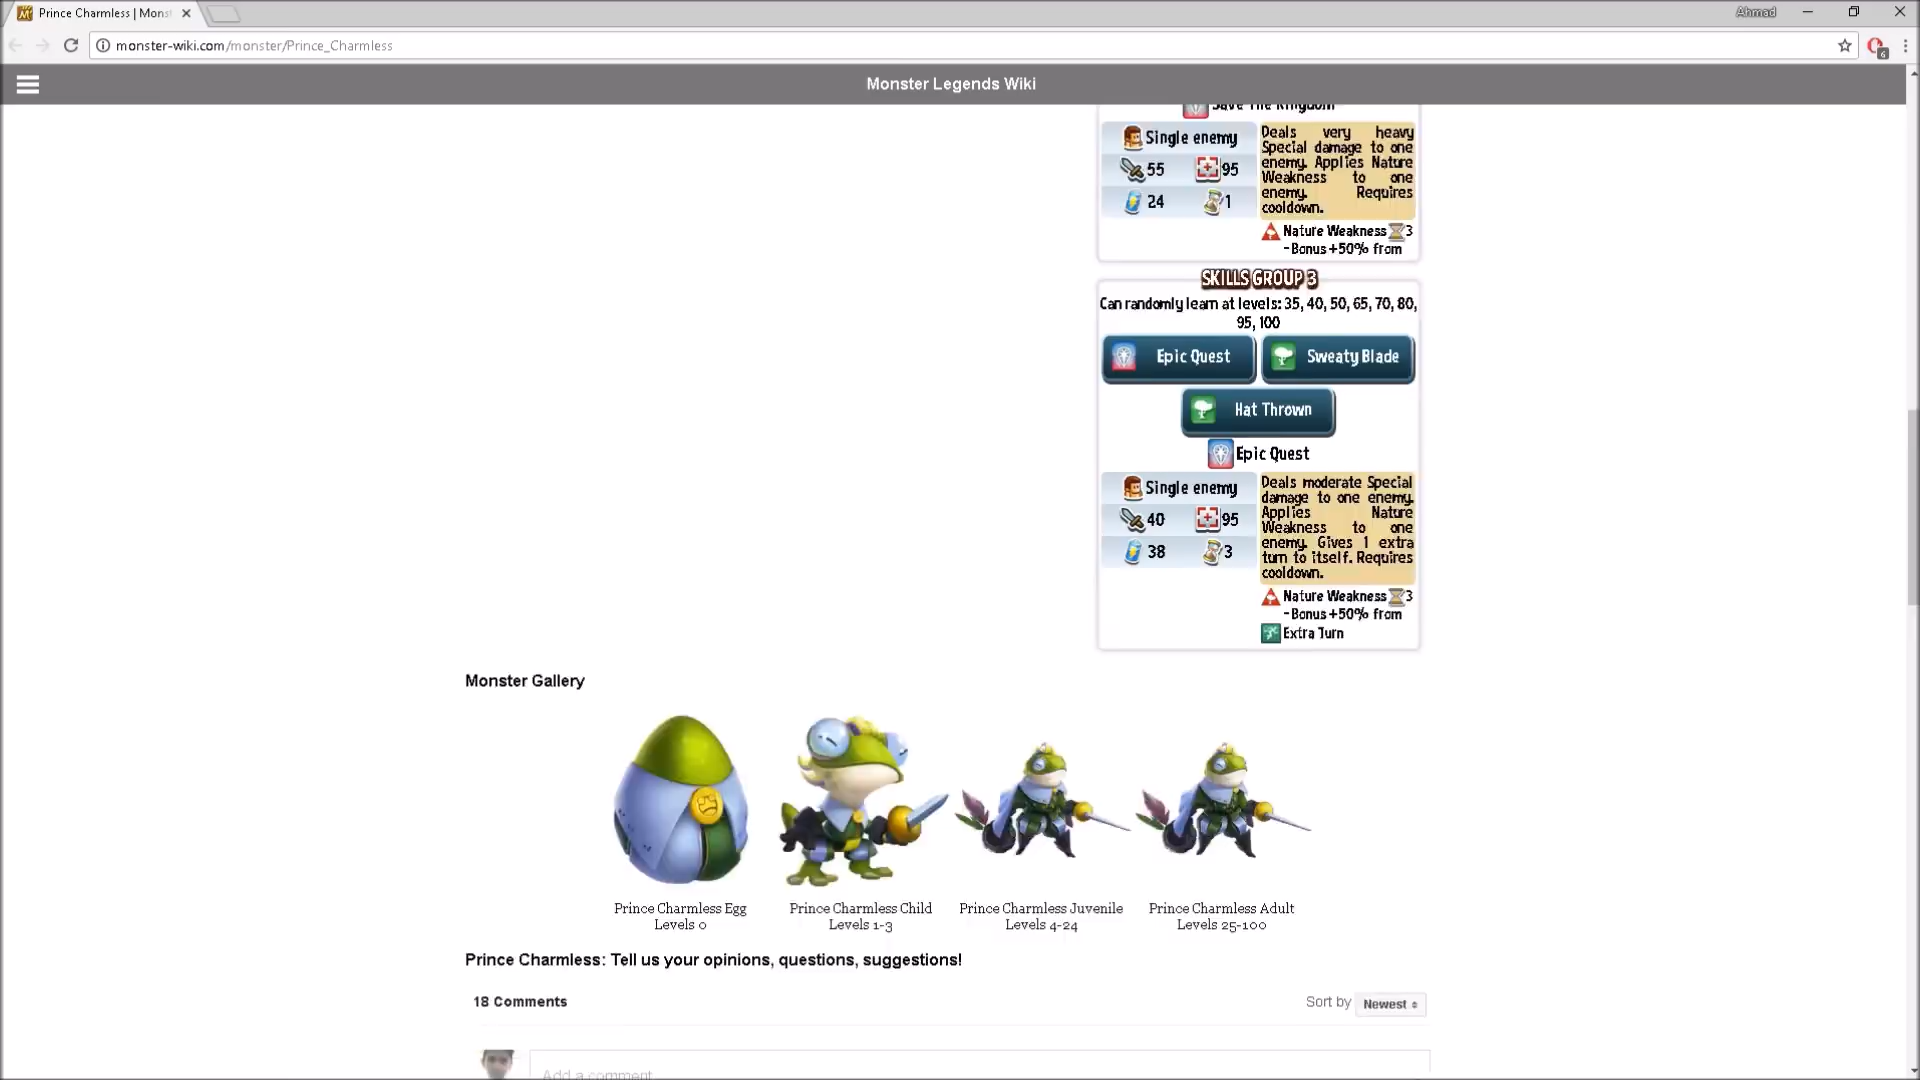 Prince Charmless | Mons
Ahmad
monster-wiki.com/monster/Prince_Charmless
6
Monster Legends Wiki
Save The Kingdom
Single enemy
55 95
24 1
Deals very heavy
Special damage to one
enemy. Applies Nature
Weakness to one
enemy. Requires
cooldown.
Nature Weakness 3
-Bonus +50% from
SKILLS GROUP 3
Can randomly learn at levels: 35, 40, 50, 65, 70, 80,
95, 100
Epic Quest Sweaty Blade
Hat Thrown
Epic Quest
Single enemy
40 95
38 3
Deals moderate Special
damage to one enemy.
Applies Nature
Weakness to one
enemy. Gives 1 extra
turn to itself. Requires
cooldown.
Nature Weakness 3
-Bonus +50% from
Extra Turn
Monster Gallery
Prince Charmless Egg
Levels 0
Prince Charmless Child
Levels 1-3
Prince Charmless Juvenile
Levels 4-24
Prince Charmless Adult
Levels 25-100
Prince Charmless: Tell us your opinions, questions, suggestions!
18 Comments
Sort by Newest
Add a comment